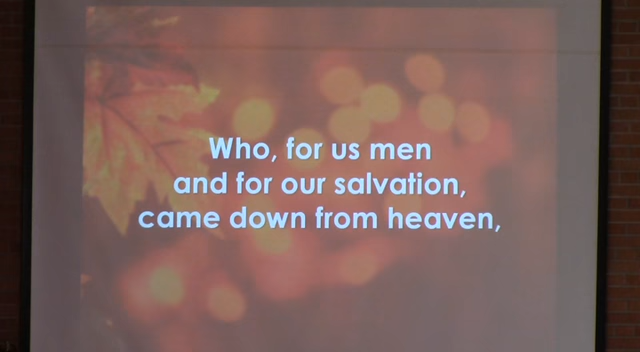 Who, for us men
and for our salvation,
came down from heaven,